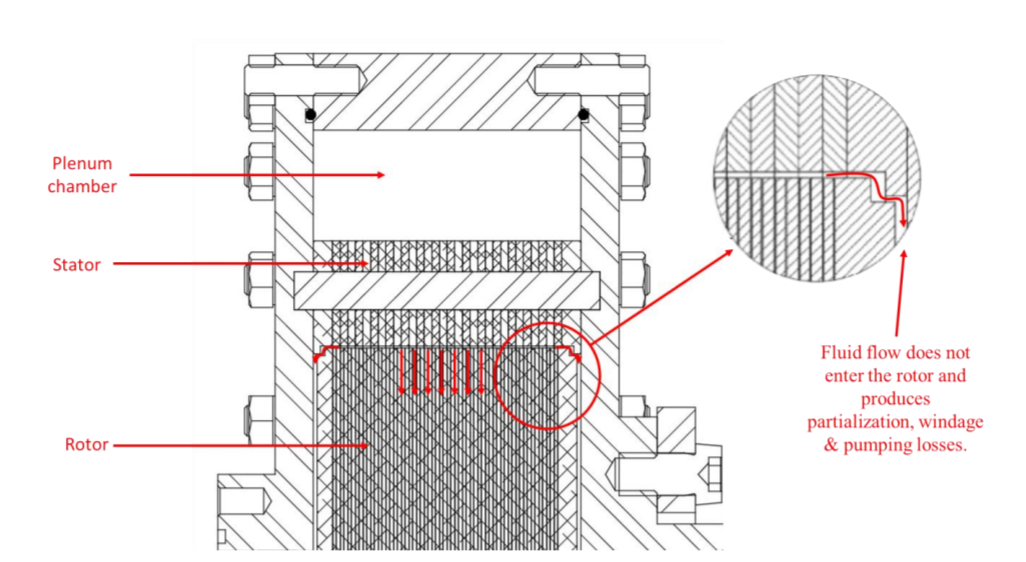 Plenum
chamber
Stator
Rotor
Fluid flow does not
enter the rotor and
produces
partialization, windage
& pumping losses.